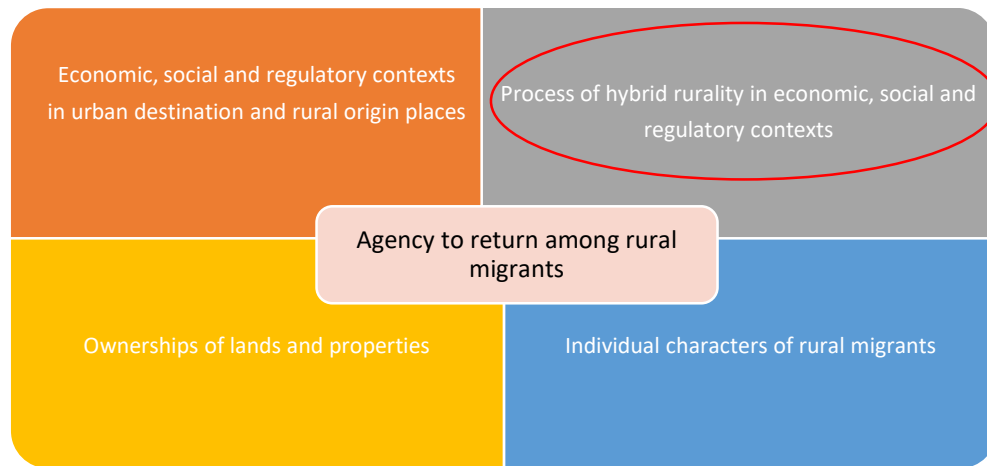 Economic, social and regulatory contexts
in urban destination and rural origin places
Process of hybrid rurality in economic, social and
regulatory contexts
Agency to return among rural
migrants
Ownerships of lands and properties
Individual characters of rural migrants